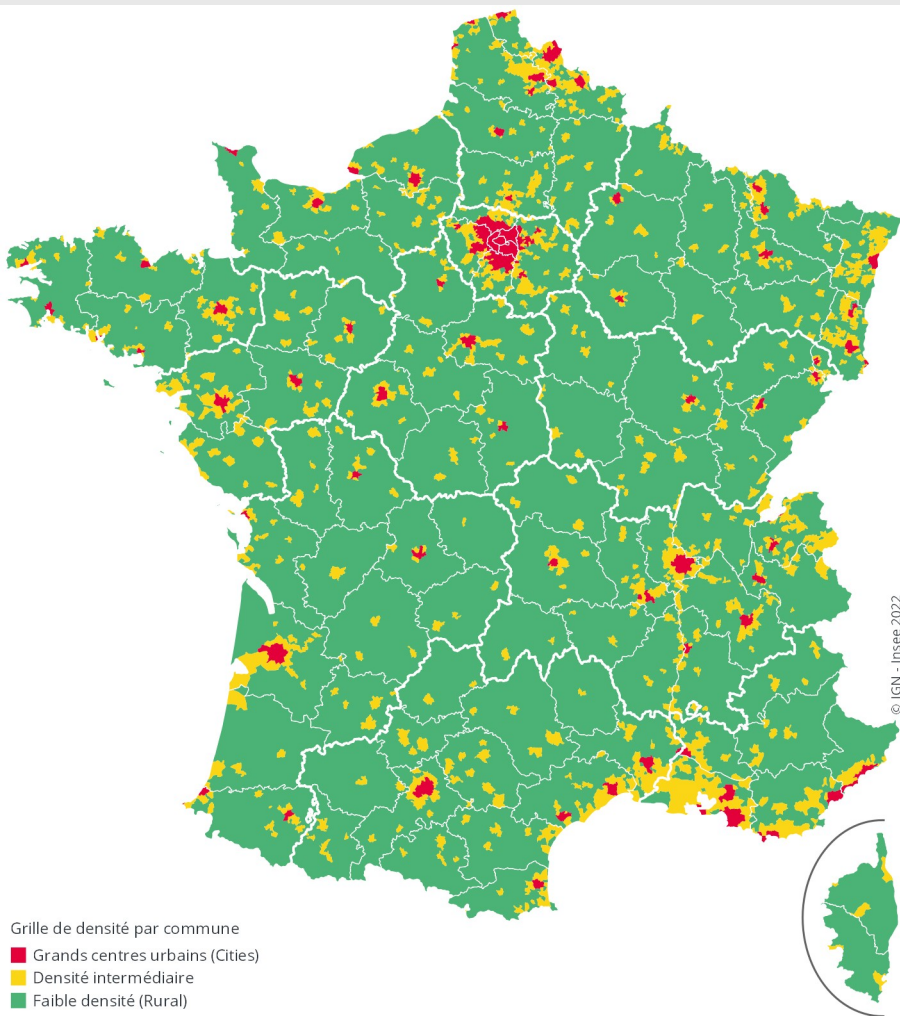 © IGN - Insee 2022
Grille de densité par commune
Grands centres urbains (Cities)
Densité intermédiaire
Faible densité (Rural)